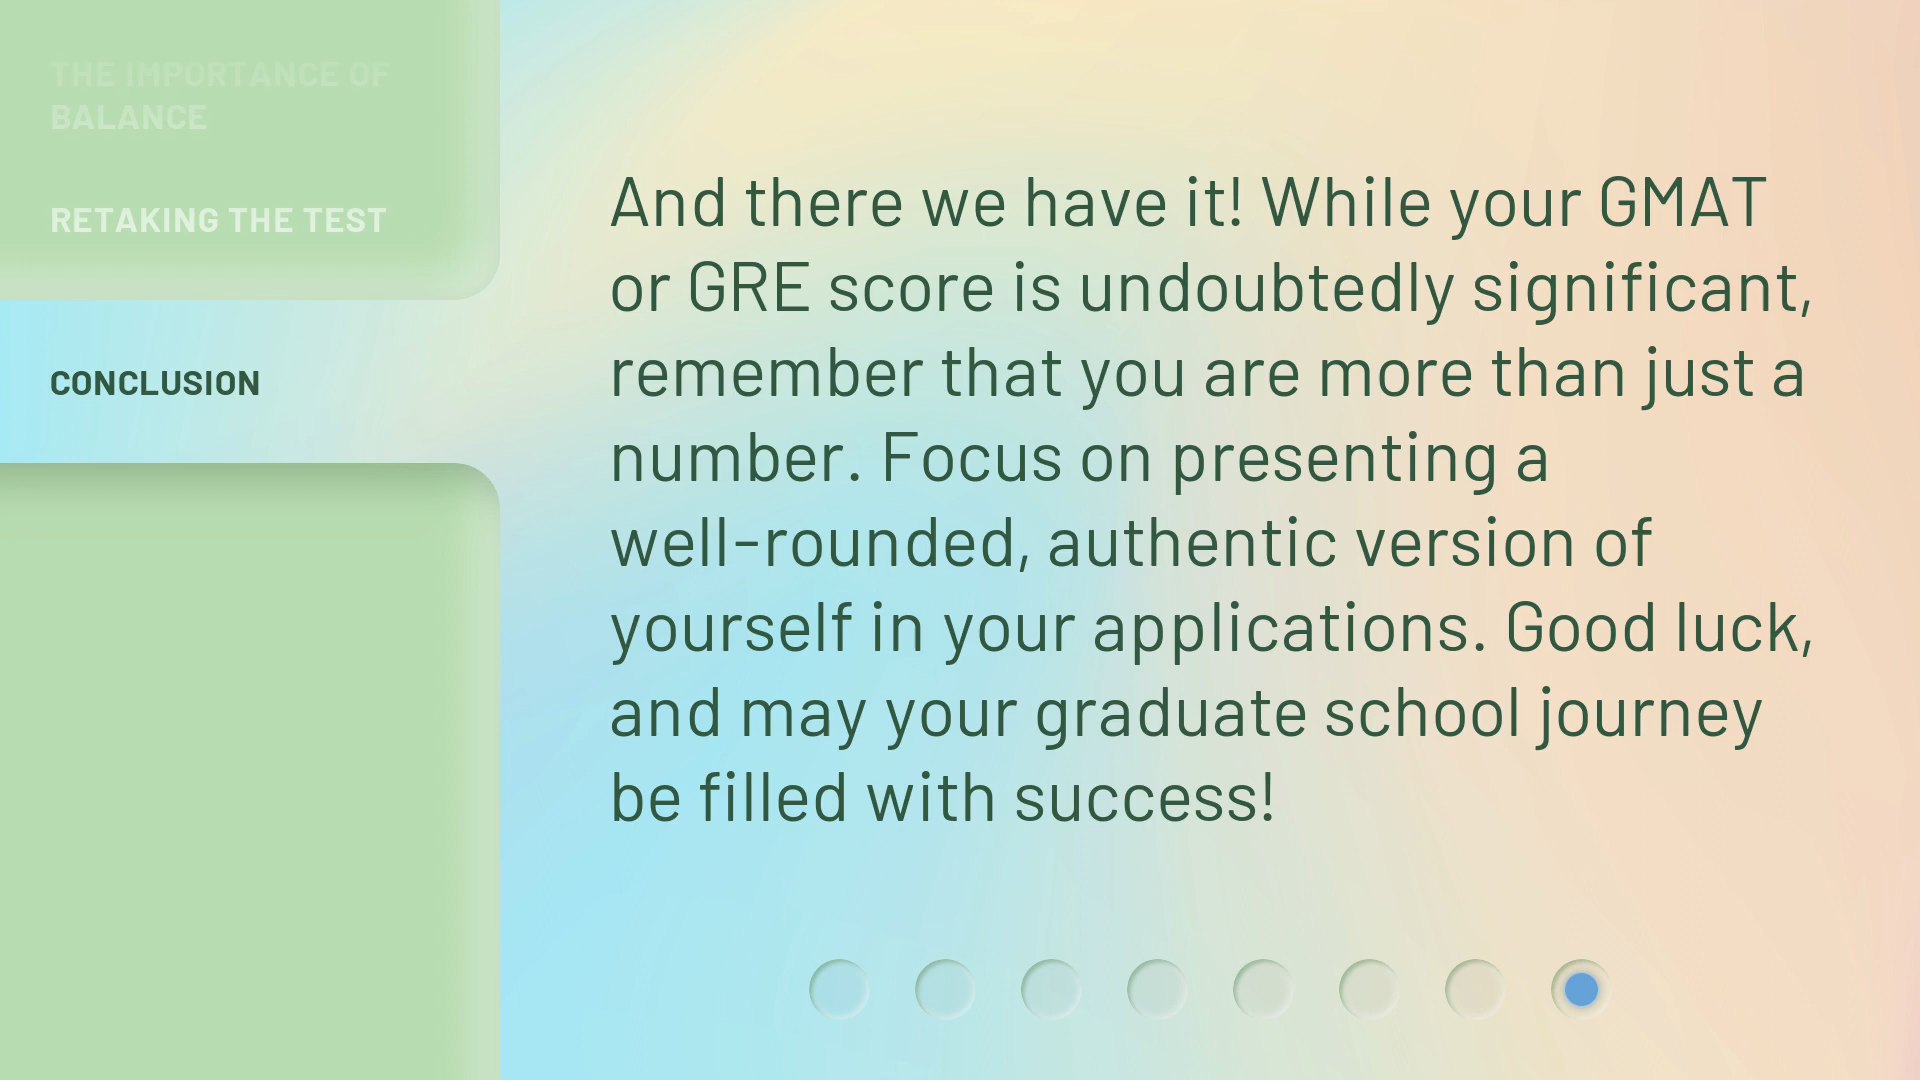 THE IMPORTANCE OF
BALANCE
RETAKING THE TEST
CONCLUSION
And there we have it! While your GMAT
or GRE score is undoubtedly significant,
remember that you are more than just a
number. Focus on presenting a
well-rounded, authentic version of
yourself in your applications. Good luck,
and may your graduate school journey
be filled with success!